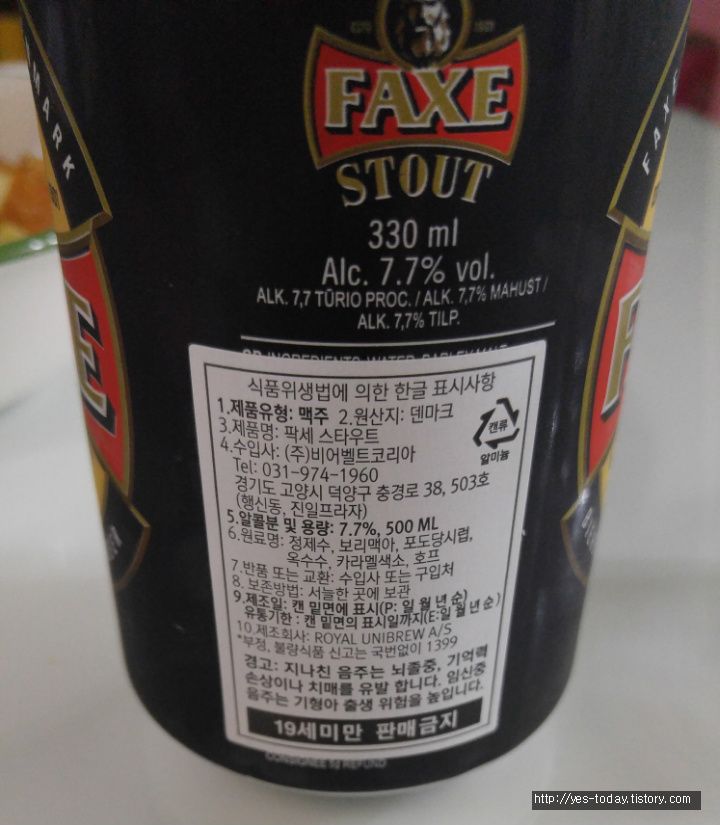 FAXE
STOUT
330 ml
Alc. 7.7% vol.
ALK. 7,7 TŪRIO PROC. / ALK. 7,7% MAHUST /
ALK. 7,7% TILP.
식품위생법에 의한 한글 표시사항
1.제품유형: 맥주 2.원산지: 덴마크
3.제품명: 팍세 스타우트
4.수입사: (주)비어벨트코리아
Tel: 031-974-1960
경기도 고양시 덕양구 충경로 38, 503호
(행신동, 진일프라자)
5.알콜분 및 용량: 7.7%, 500 ML
6.원료명: 정제수, 보리맥아, 포도당시럽,
옥수수, 카라멜색소, 호프
7.반품 또는 교환: 수입사 또는 구입처
8.보존방법: 서늘한 곳에 보관
9.제조일: 캔 밑면에 표시(P: 일 월 년 순)
유통기한 : 캔 밑면의 표시일까지(E:일 월 년 순)
10.제조회사: ROYAL UNIBREW A/S
*부정, 불량식품 신고는 국번없이 1399
경고: 지나친 음주는 뇌졸중, 기억력
손상이나 치매를 유발 합니다. 임신중
음주는 기형아 출생 위험을 높입니다.
19세미만 판매금지
캔류
알미늄
http://yes-today.tistory.com